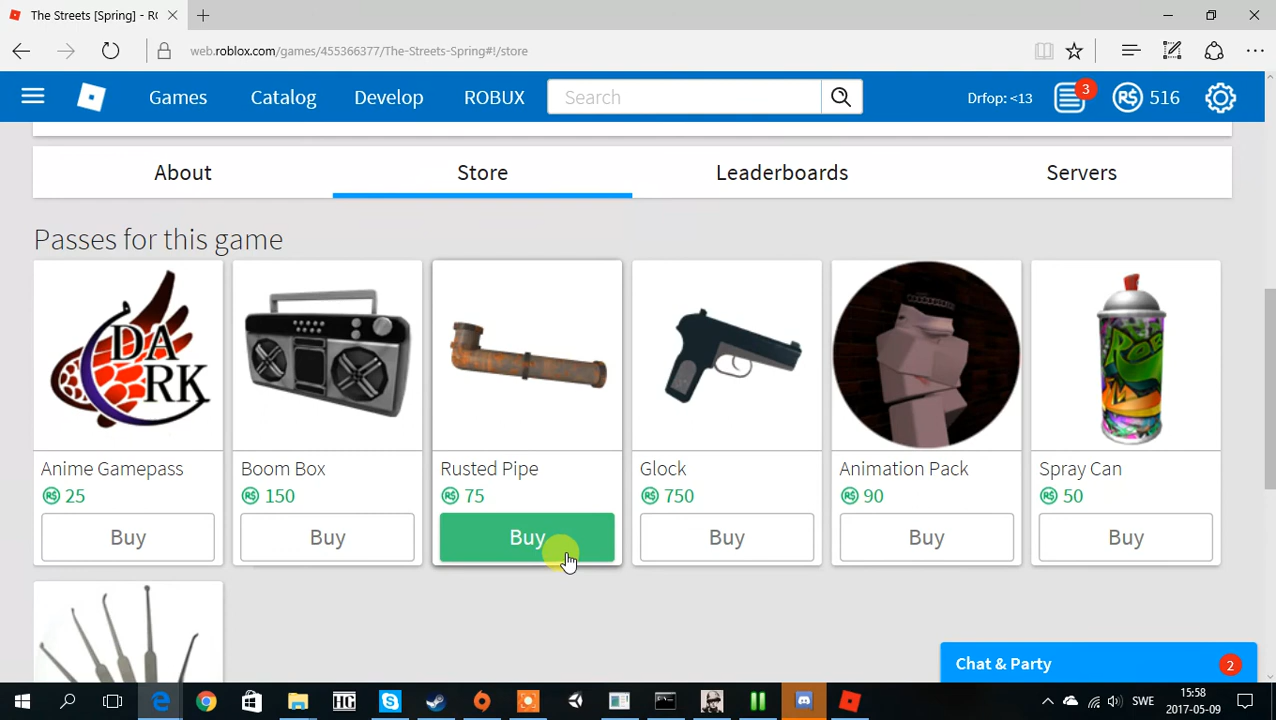 The Streets [Spring] - RC
web.roblox.com/games/455366377/The-Streets-Spring#!/store
Games Catalog Develop ROBUX Search Drfop: <13 3 R$ 516
About Store Leaderboards Servers
Passes for this game
DARK
Anime Gamepass Boom Box Rusted Pipe Glock Animation Pack Spray Can
R$ 25 R$ 150 R$ 75 R$ 750 R$ 90 R$ 50
Buy Buy Buy Buy Buy Buy
Chat & Party 2
SWE 15:58
2017-05-09